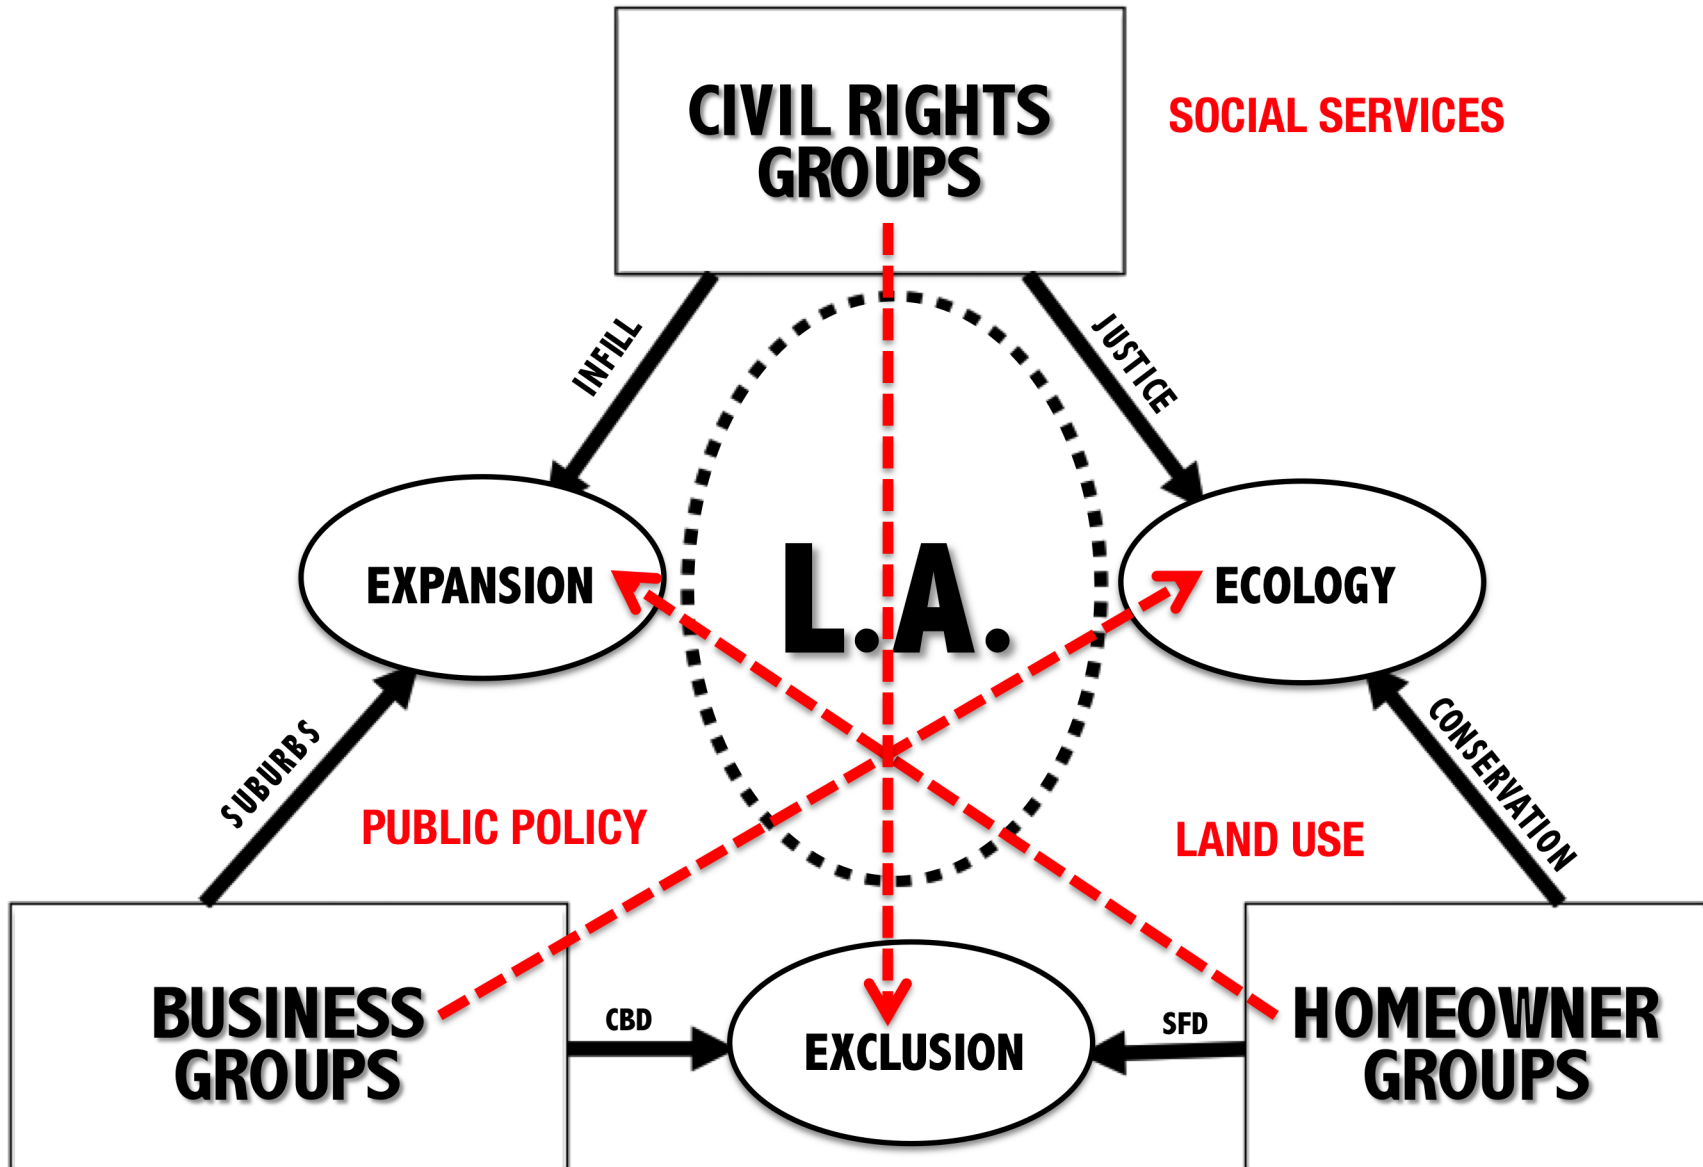 CIVIL RIGHTS
GROUPS
SOCIAL SERVICES
INFILL
JUSTICE
EXPANSION
L.A.
ECOLOGY
SUBURBS
CONSERVATION
PUBLIC POLICY
LAND USE
BUSINESS
GROUPS
CBD
EXCLUSION
SFD
HOMEOWNER
GROUPS